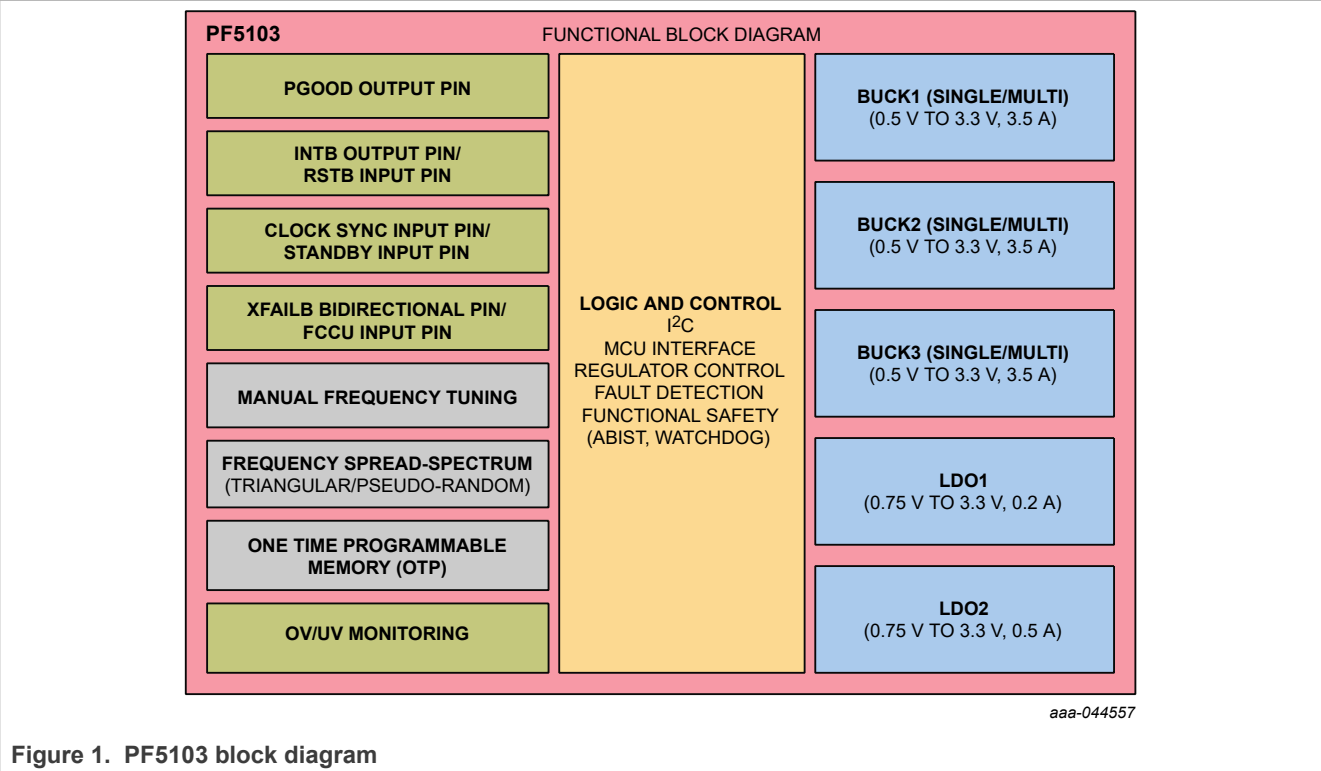 PF5103
FUNCTIONAL BLOCK DIAGRAM
PGOOD OUTPUT PIN
INTB OUTPUT PIN/
RSTB INPUT PIN
CLOCK SYNC INPUT PIN/
STANDBY INPUT PIN
XFAILB BIDIRECTIONAL PIN/
FCCU INPUT PIN
MANUAL FREQUENCY TUNING
FREQUENCY SPREAD-SPECTRUM
(TRIANGULAR/PSEUDO-RANDOM)
ONE TIME PROGRAMMABLE
MEMORY (OTP)
OV/UV MONITORING
LOGIC AND CONTROL
I2C
MCU INTERFACE
REGULATOR CONTROL
FAULT DETECTION
FUNCTIONAL SAFETY
(ABIST, WATCHDOG)
BUCK1 (SINGLE/MULTI)
(0.5 V TO 3.3 V, 3.5 A)
BUCK2 (SINGLE/MULTI)
(0.5 V TO 3.3 V, 3.5 A)
BUCK3 (SINGLE/MULTI)
(0.5 V TO 3.3 V, 3.5 A)
LDO1
(0.75 V TO 3.3 V, 0.2 A)
LDO2
(0.75 V TO 3.3 V, 0.5 A)
aaa-044557
Figure 1. PF5103 block diagram